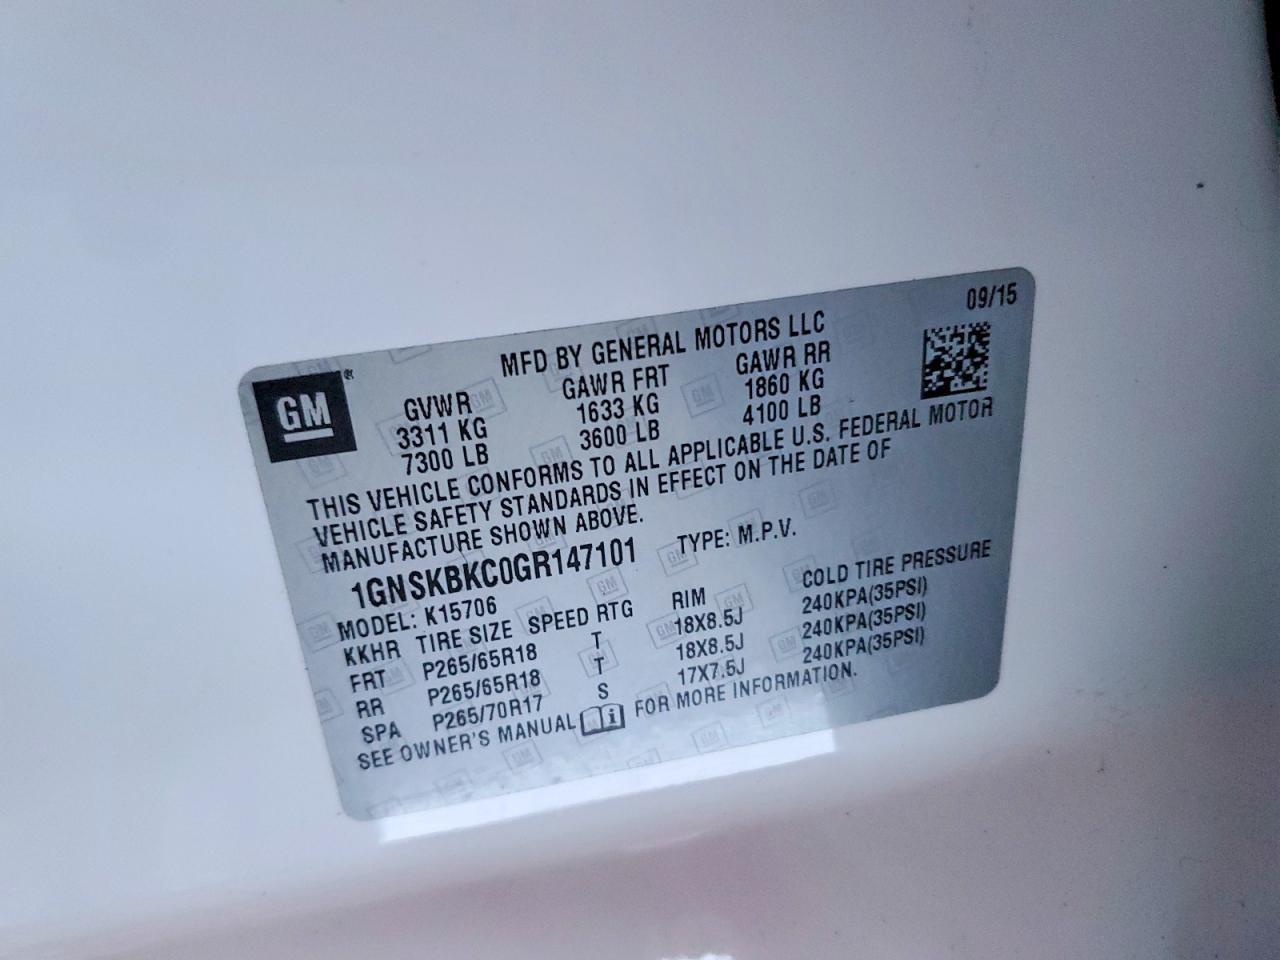 09/15
MFD BY GENERAL MOTORS LLC
GM®
GVWR GAWR FRT GAWR RR
3311 KG 1633 KG 1860 KG
7300 LB 3600 LB 4100 LB
THIS VEHICLE CONFORMS TO ALL APPLICABLE U.S. FEDERAL MOTOR
VEHICLE SAFETY STANDARDS IN EFFECT ON THE DATE OF
MANUFACTURE SHOWN ABOVE.
1GNSKBKC0GR147101 TYPE: M.P.V.
MODEL: K15706
KKHR TIRE SIZE SPEED RTG RIM COLD TIRE PRESSURE
FRT P265/65R18 T 18X8.5J 240KPA(35PSI)
RR P265/65R18 T 18X8.5J 240KPA(35PSI)
SPA P265/70R17 S 17X7.5J 240KPA(35PSI)
SEE OWNER'S MANUAL i FOR MORE INFORMATION.